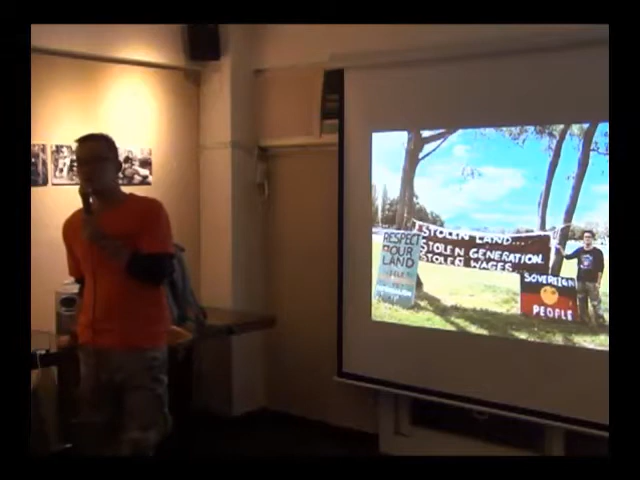 RESPECT
OUR
LAND
STOLEN LAND...
STOLEN GENERATION.
STOLEN WAGES...
SOVEREIGN
PEOPLE